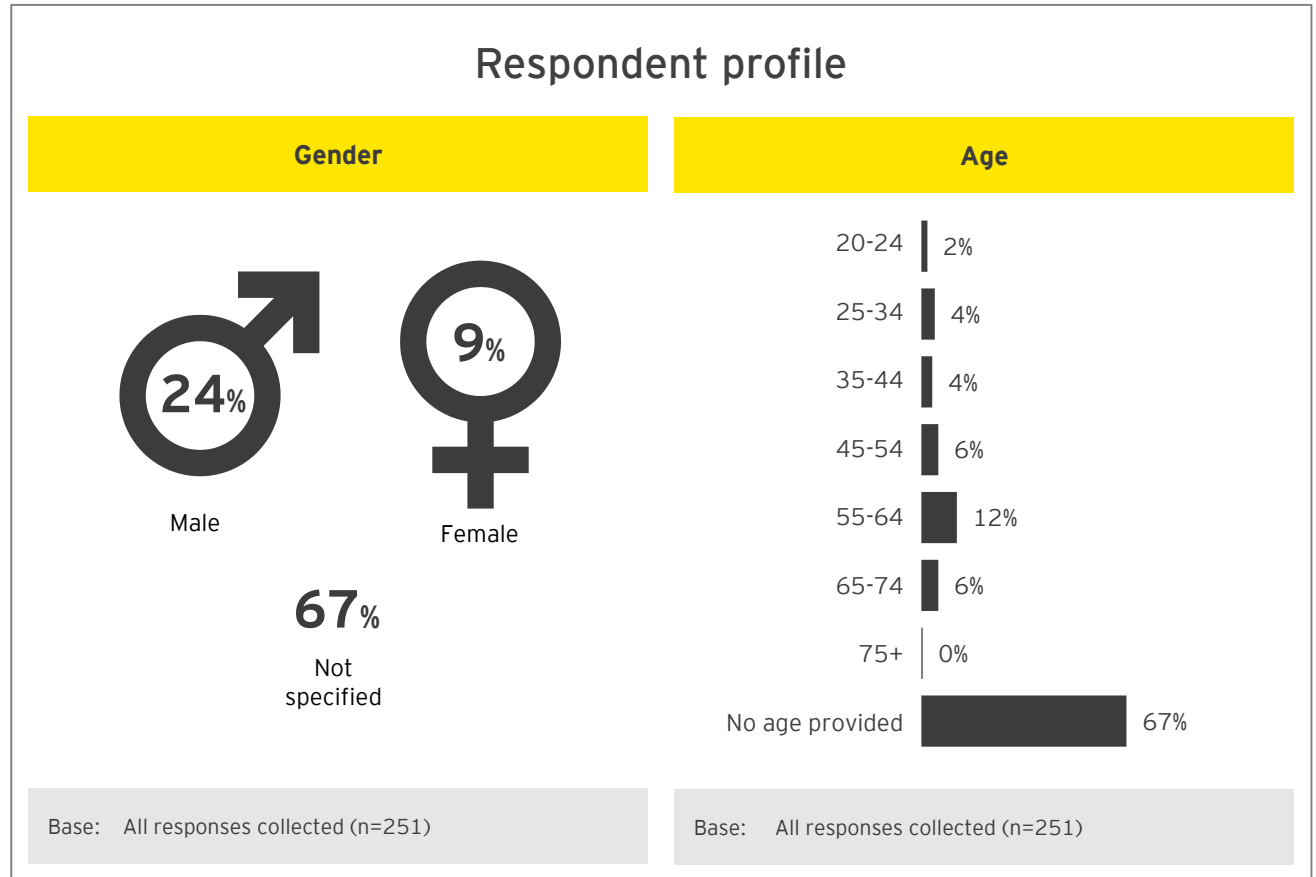 Respondent profile
Gender
24%
Male
9%
Female
67%
Not
specified
Base: All responses collected (n=251)
Age
20-24 2%
25-34 4%
35-44 4%
45-54 6%
55-64 12%
65-74 6%
75+ 0%
No age provided 67%
Base: All responses collected (n=251)